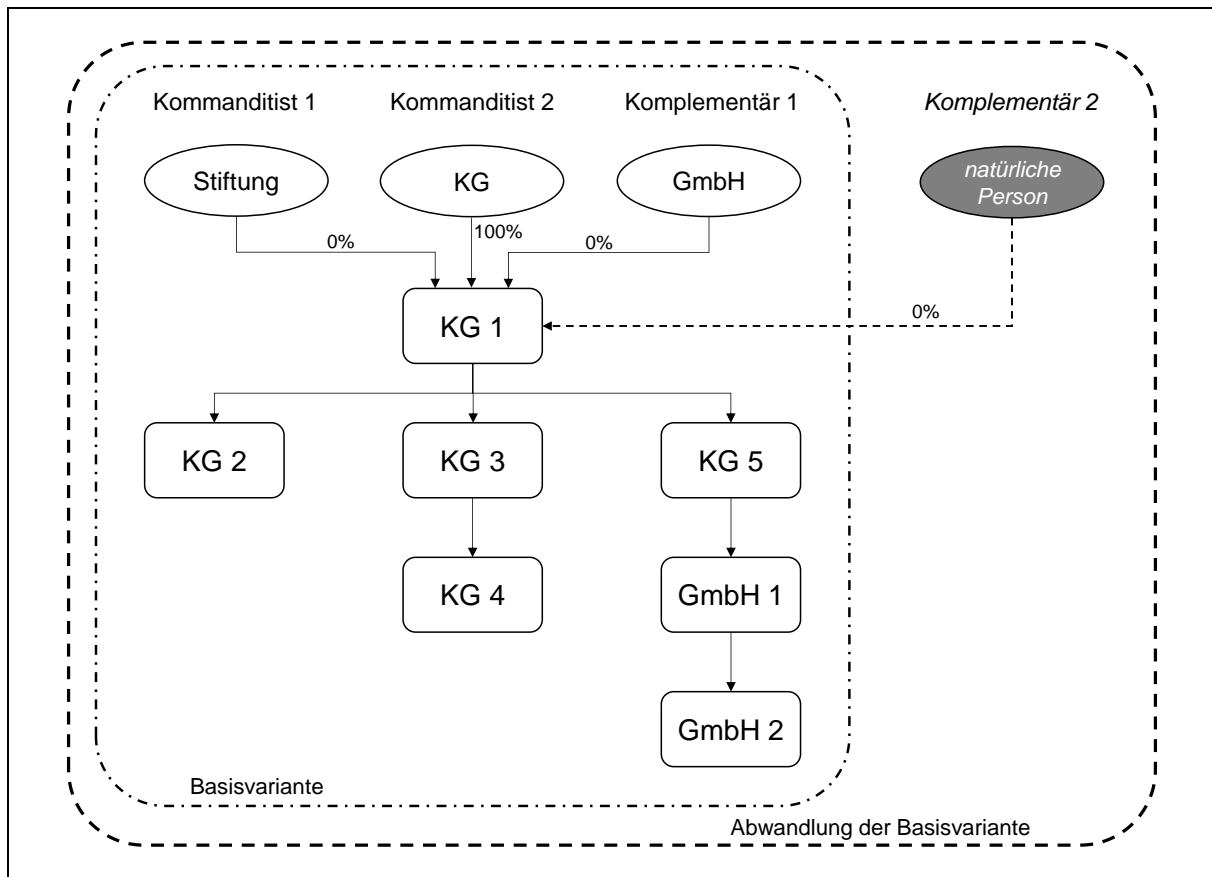 Kommanditist 1
Kommanditist 2
Komplementär 1
Komplementär 2
Stiftung
KG
GmbH
natürliche
Person
0%
100%
0%
0%
KG 1
KG 2
KG 3
KG 5
KG 4
GmbH 1
GmbH 2
Basisvariante
Abwandlung der Basisvariante